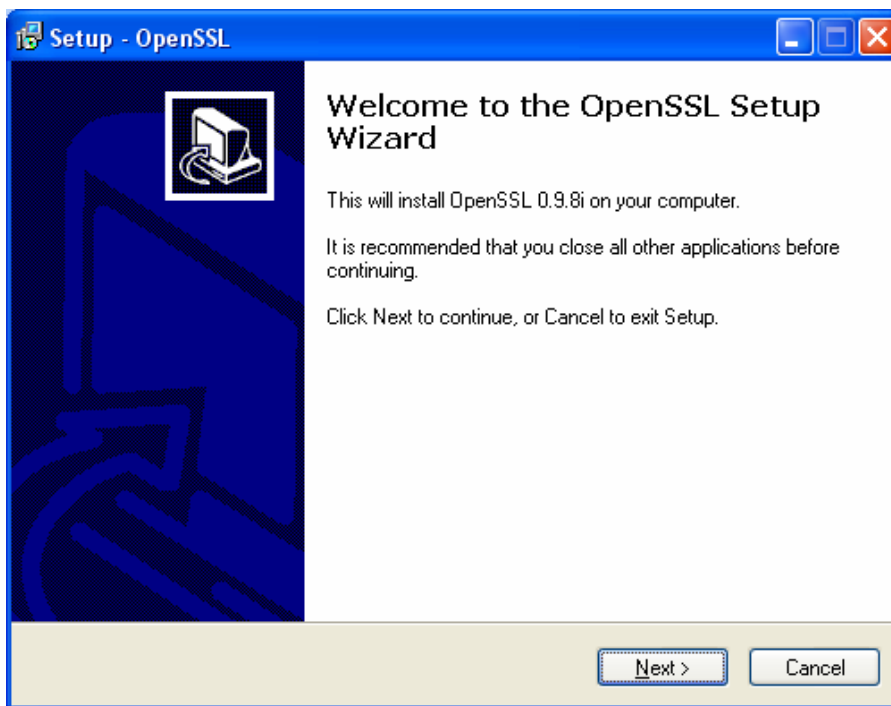 Setup - OpenSSL
Welcome to the OpenSSL Setup
Wizard
This will install OpenSSL 0.9.8i on your computer.
It is recommended that you close all other applications before
continuing.
Click Next to continue, or Cancel to exit Setup.
Next >
Cancel